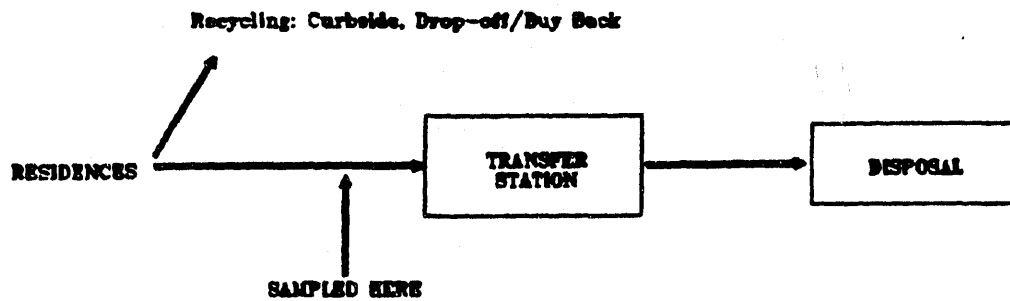 Recycling: Curbside, Drop-off/Buy Back
RESIDENCES
TRANSFER
STATION
DISPOSAL
SAMPLED HERE